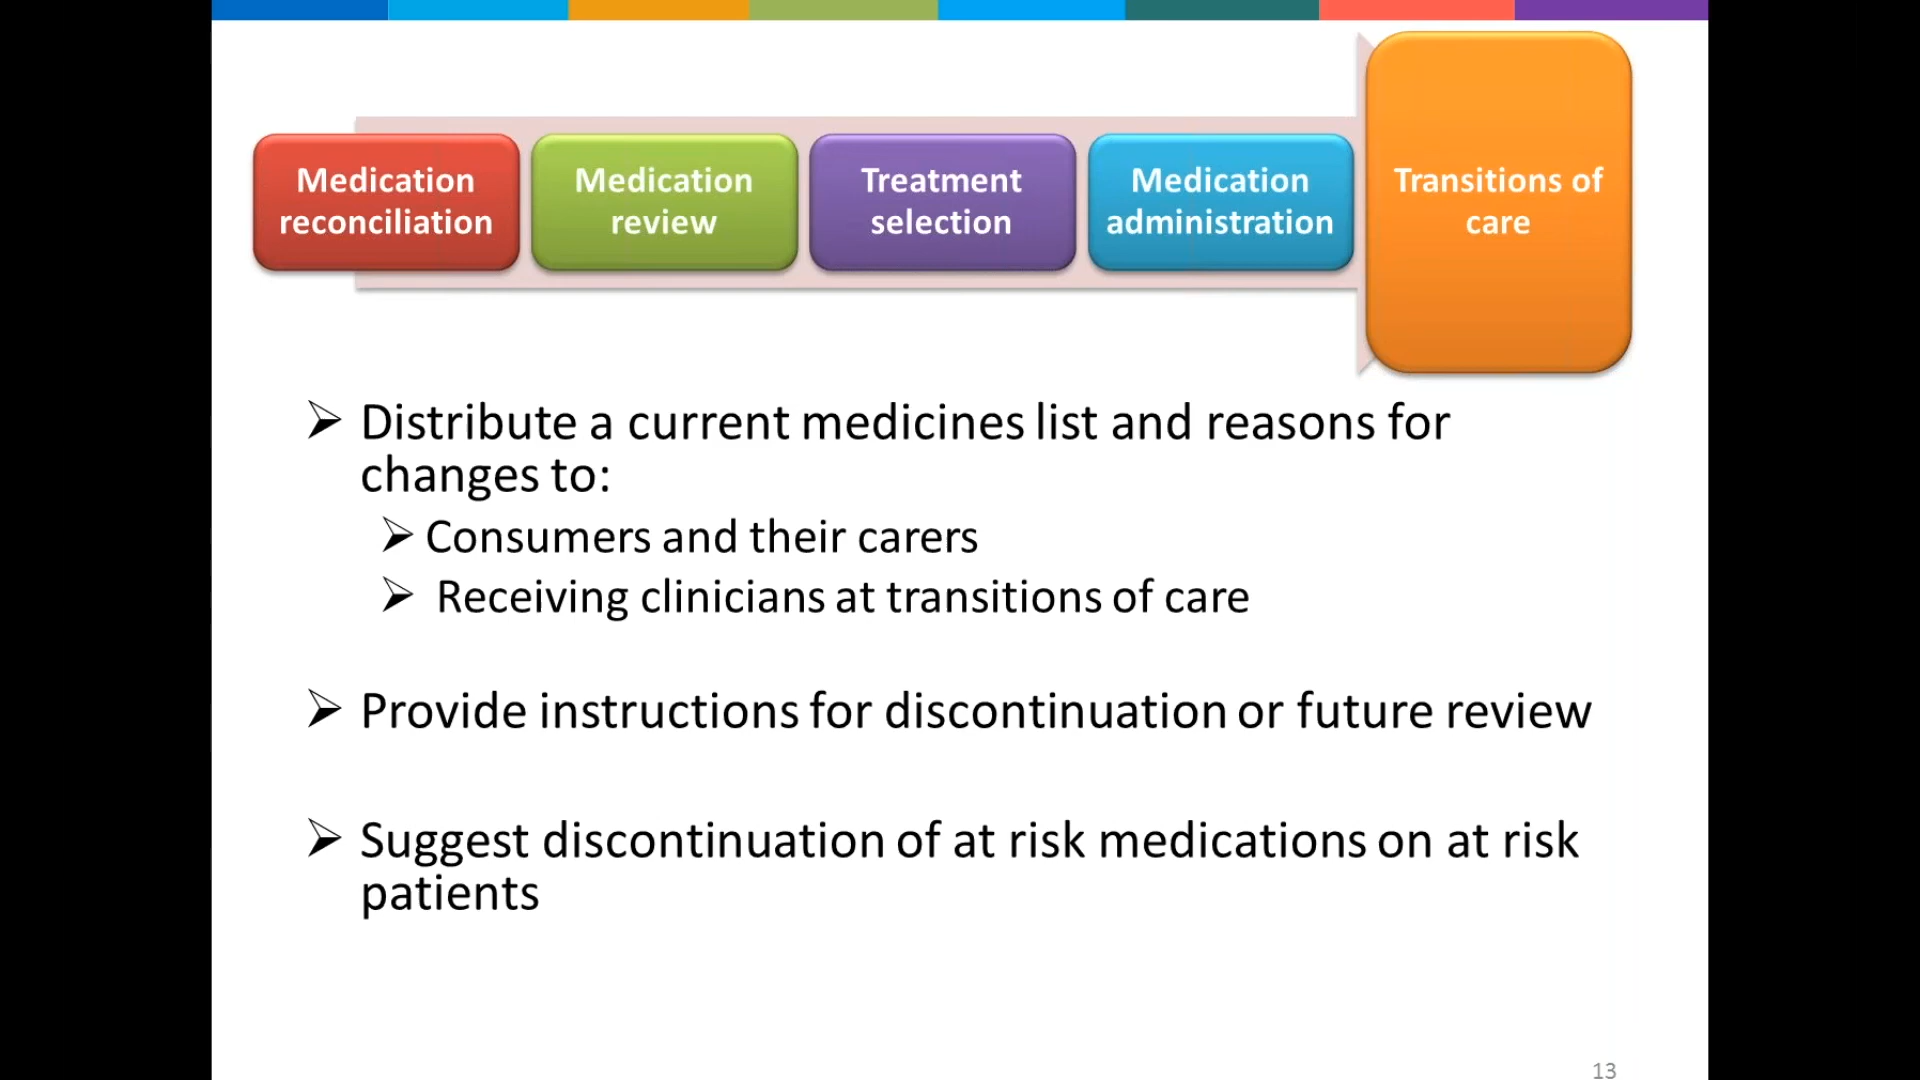 Medication
reconciliation
Medication
review
Treatment
selection
Medication
administration
Transitions of
care
Distribute a current medicines list and reasons for
changes to:
Consumers and their carers
Receiving clinicians at transitions of care
Provide instructions for discontinuation or future review
Suggest discontinuation of at risk medications on at risk
patients
13